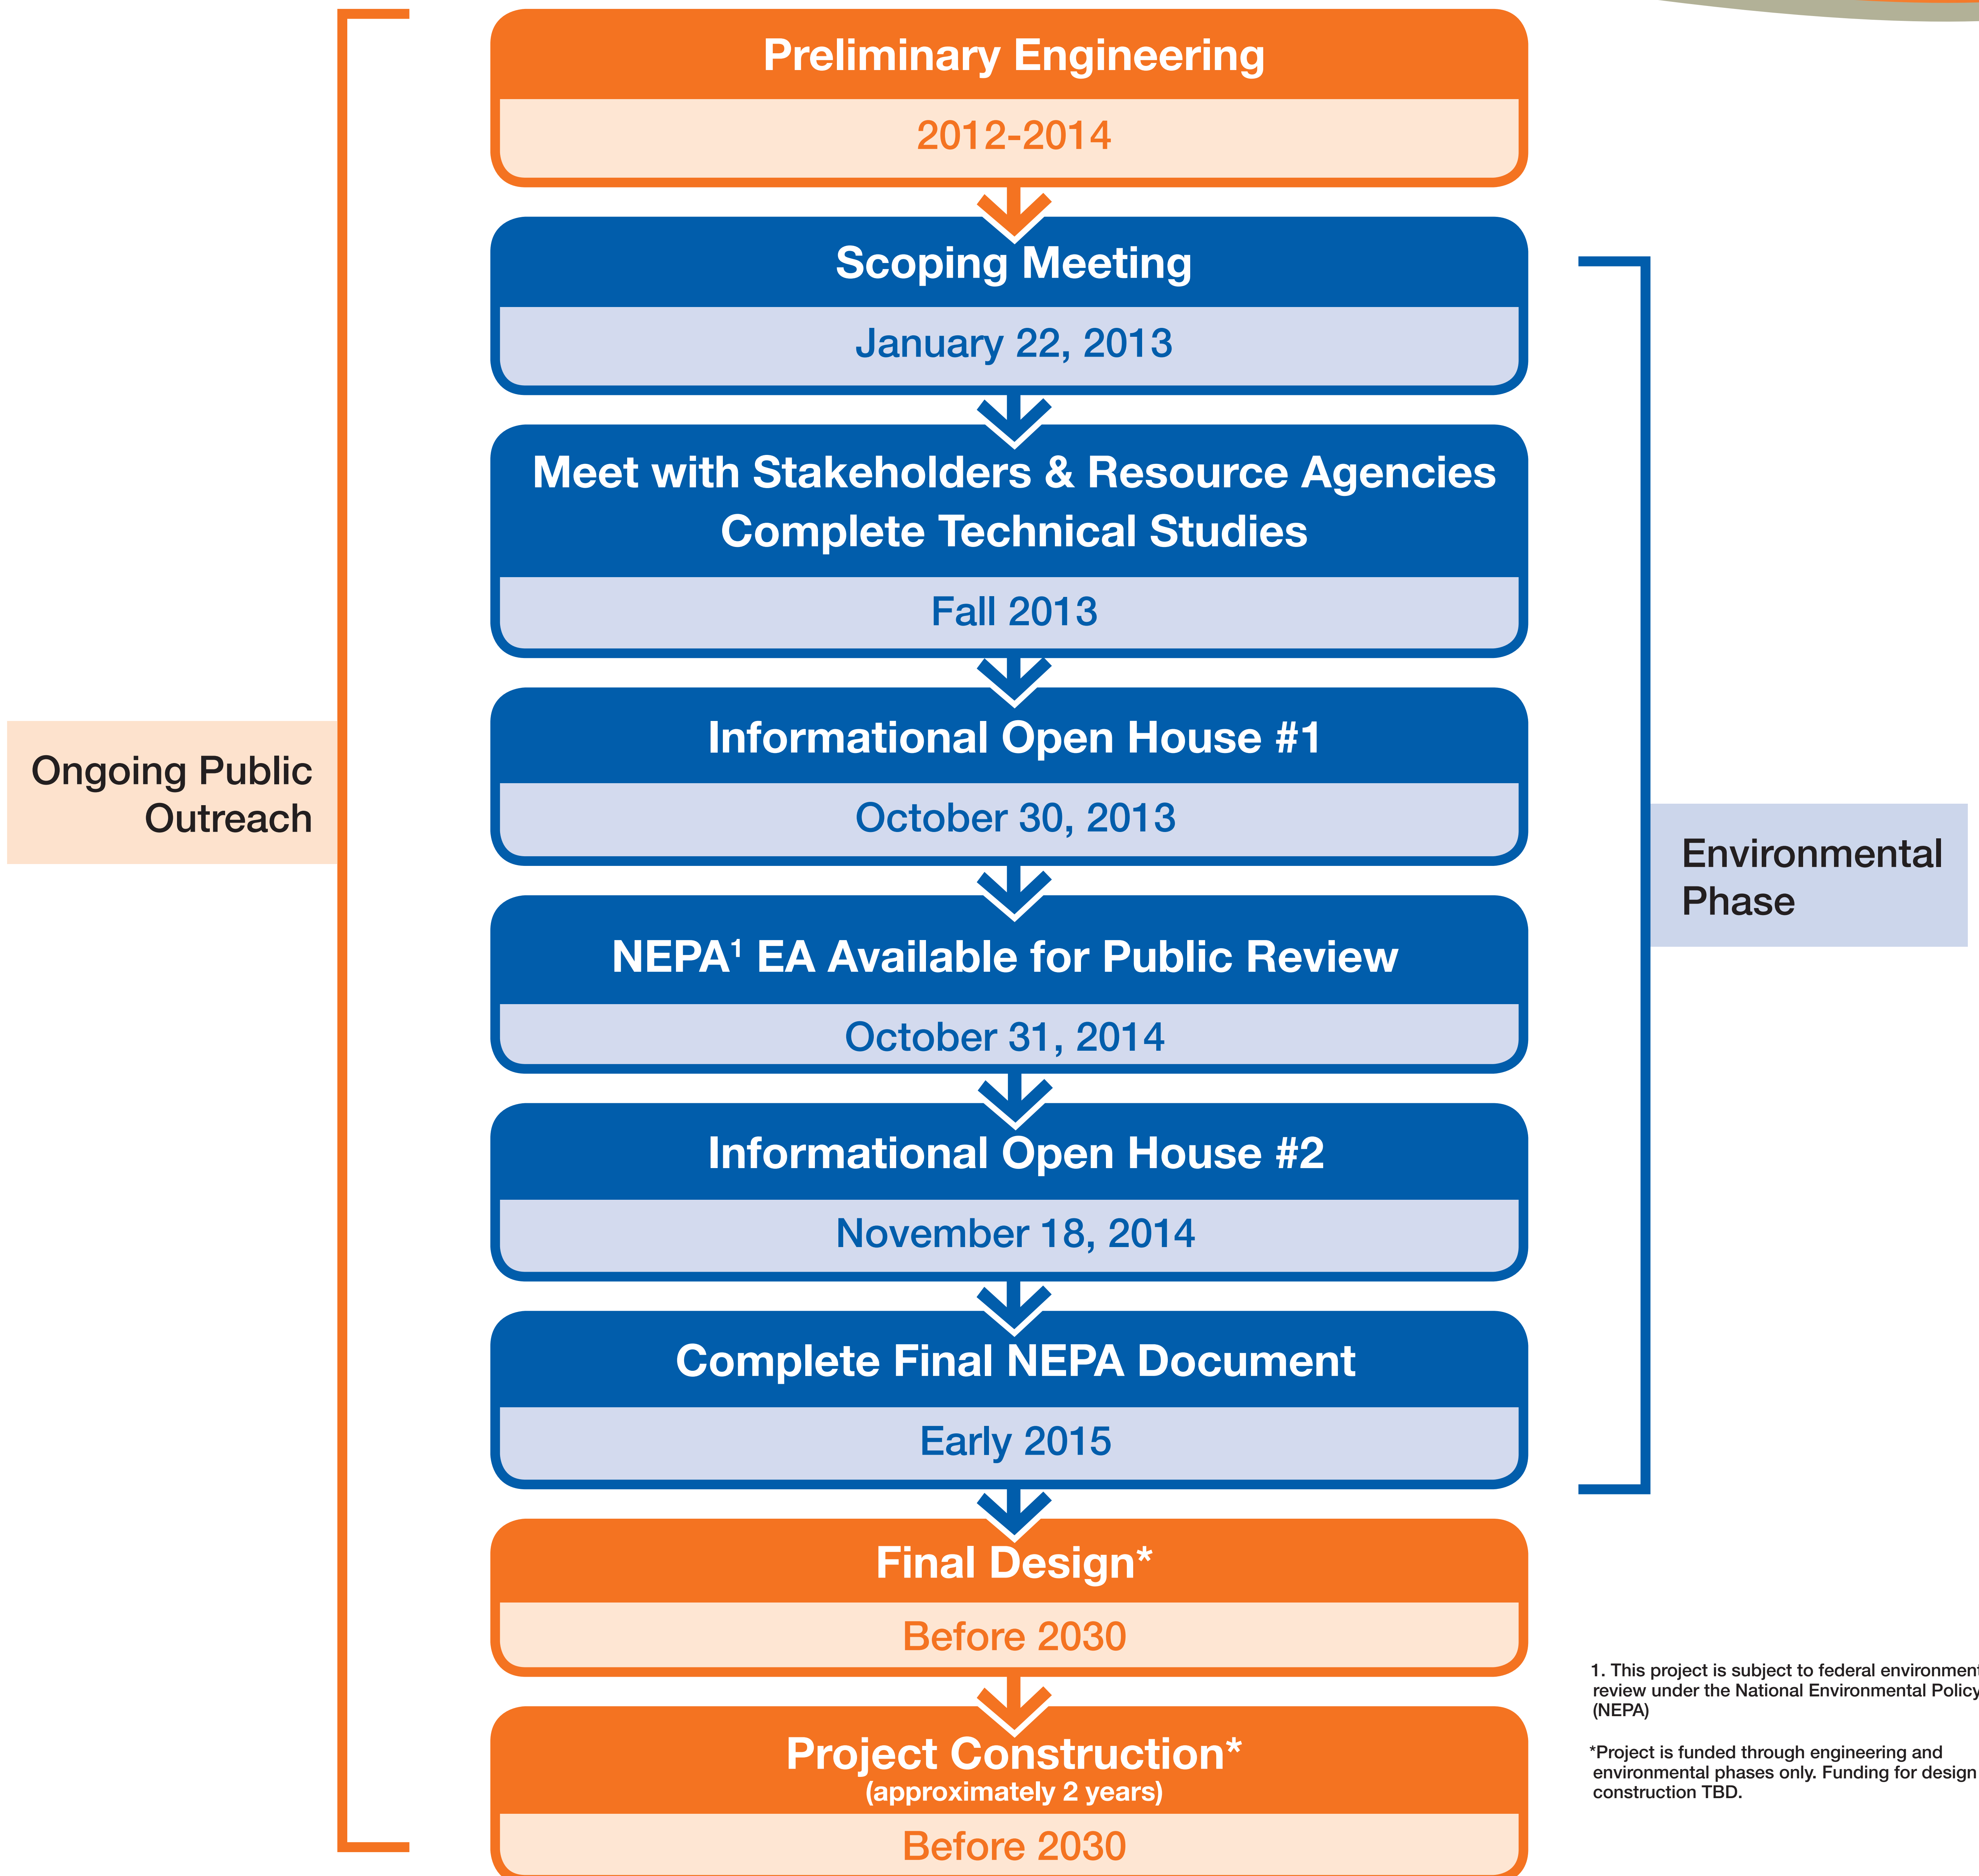 Preliminary Engineering
2012-2014
Scoping Meeting
January 22, 2013
Meet with Stakeholders & Resource Agencies
Complete Technical Studies
Fall 2013
Informational Open House #1
October 30, 2013
Ongoing Public
Outreach
Environmental
Phase
NEPA¹ EA Available for Public Review
October 31, 2014
Informational Open House #2
November 18, 2014
Complete Final NEPA Document
Early 2015
Final Design*
Before 2030
Project Construction*
(approximately 2 years)
Before 2030
1. This project is subject to federal
review under the National Environmental Policy
(NEPA)
*Project is funded through engineering and
environmental phases only. Funding for design
construction TBD.